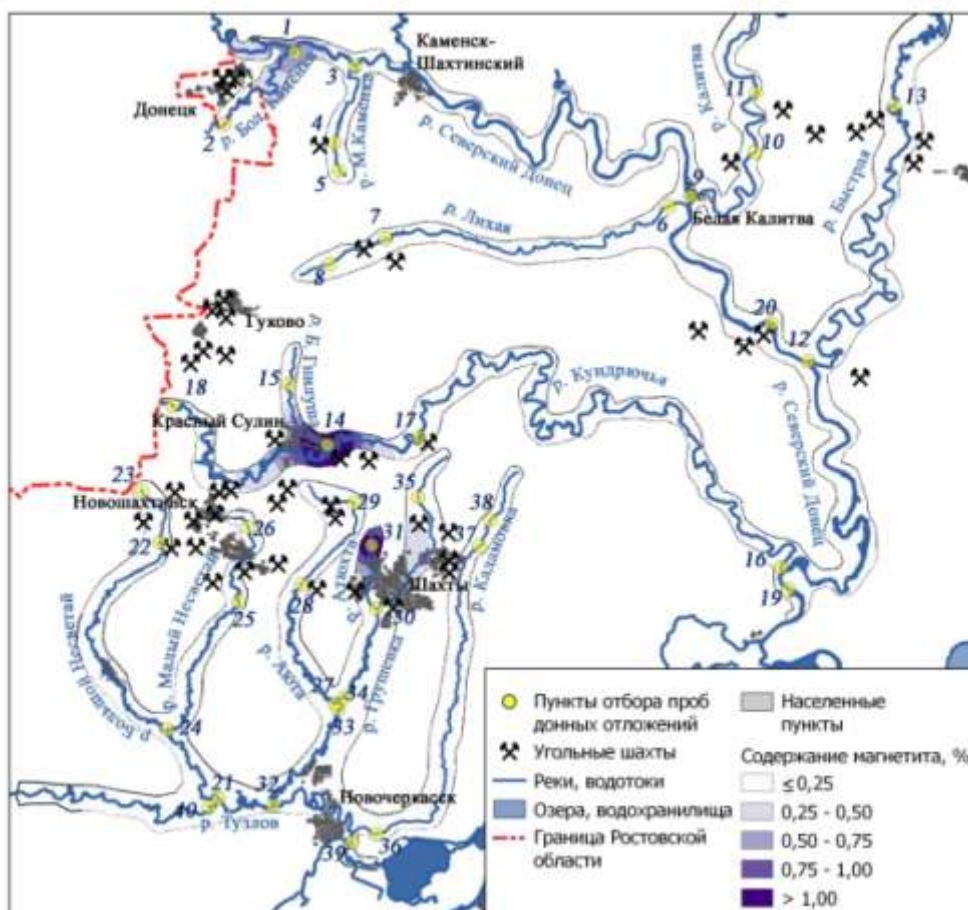 1
Каменск-
Шахтинский
3
11
р. Калитва
13
Донецк
р. Бол. Каменка
2
4
р. М.Каменка
5
р. Северский Донец
10
р. Быстрая
9
7
р. Лихая
6
Белая Калитва
8
20
12
Гуково
р. Кундрючья
р. Северский Донец
15
18
Красный Сулин
14
17
23
Новошахтинск
29
35
38
26
31
37
22
р. Кадамовка
16
Шахты
28
19
25
р. Аюта
30
р. Малый Несветай
р. Большой Несветай
р. Грушевка
27
34
24
33
21
32
40
р. Тузлов
Новочеркасск
39
36
Пункты отбора проб
донных отложений
Угольные шахты
Реки, водотоки
Озера, водохранилища
Граница Ростовской
области
Населенные
пункты
Содержание магнетита, %
≤ 0,25
0,25 - 0,50
0,50 - 0,75
0,75 - 1,00
> 1,00